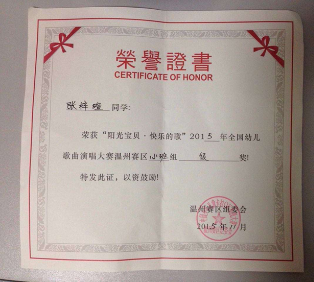 榮譽證書
CERTIFICATE OF HONOR
同学:
荣获“阳光宝贝·快乐的歌”2015年全国幼儿
歌曲演唱大赛温州赛区小班组 奖!
特发此证，以资鼓励!
温州赛区组委会
2015年11月